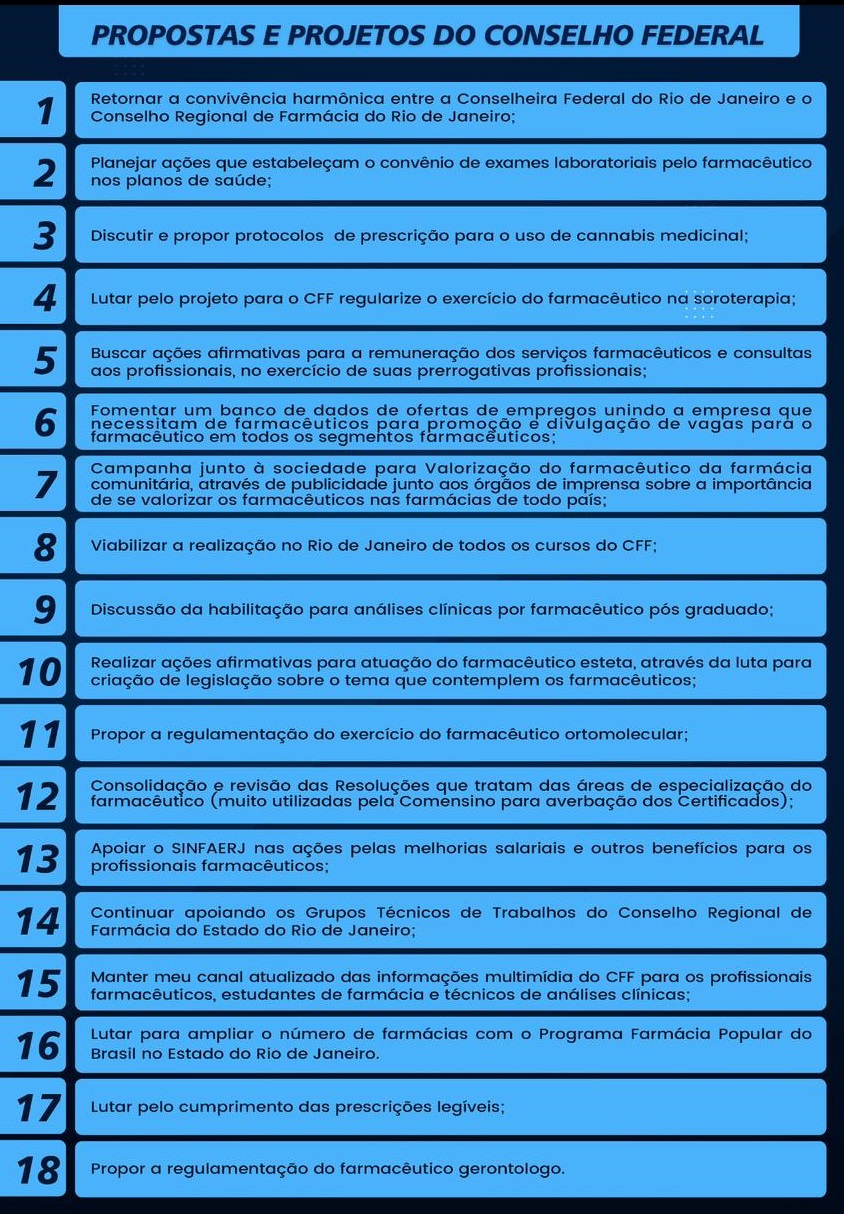 PROPOSTAS E PROJETOS DO CONSELHO FEDERAL
1
Retornar a convivência harmônica entre a Conselheira Federal do Rio de Janeiro e o
Conselho Regional de Farmácia do Rio de Janeiro;
2
Planejar ações que estabeleçam o convênio de exames laboratoriais pelo farmacêutico
nos planos de saúde;
3
Discutir e propor protocolos de prescrição para o uso de cannabis medicinal;
4
Lutar pelo projeto para o CFF regularize o exercício do farmacêutico na soroterapia;
5
Buscar ações afirmativas para a remuneração dos serviços farmacêuticos e consultas
aos profissionais, no exercício de suas prerrogativas profissionais;
6
Fomentar um banco de dados de ofertas de empregos unindo a empresa que
necessitam de farmacêuticos para promoção e divulgação de vagas para o
farmacêutico em todos os segmentos farmacêuticos;
7
Campanha junto à sociedade para Valorização do farmacêutico da farmácia
comunitária, através de publicidade junto aos órgãos de imprensa sobre a importância
de se valorizar os farmacêuticos nas farmácias de todo país;
8
Viabilizar a realização no Rio de Janeiro de todos os cursos do CFF;
9
Discussão da habilitação para análises clínicas por farmacêutico pós graduado;
10
Realizar ações afirmativas para atuação do farmacêutico esteta, através da luta para
criação de legislação sobre o tema que contemplem os farmacêuticos;
11
Propor a regulamentação do exercício do farmacêutico ortomolecular;
12
Consolidação e revisão das Resoluções que tratam das áreas de especialização do
farmacêutico (muito utilizadas pela Comensino para averbação dos Certificados);
13
Apoiar o SINFAERJ nas ações pelas melhorias salariais e outros benefícios para os
profissionais farmacêuticos;
14
Continuar apoiando os Grupos Técnicos de Trabalhos do Conselho Regional de
Farmácia do Estado do Rio de Janeiro;
15
Manter meu canal atualizado das informações multimídia do CFF para os profissionais
farmacêuticos, estudantes de farmácia e técnicos de análises clínicas;
16
Lutar para ampliar o número de farmácias com o Programa Farmácia Popular do
Brasil no Estado do Rio de Janeiro.
17
Lutar pelo cumprimento das prescrições legíveis;
18
Propor a regulamentação do farmacêutico gerontologo.